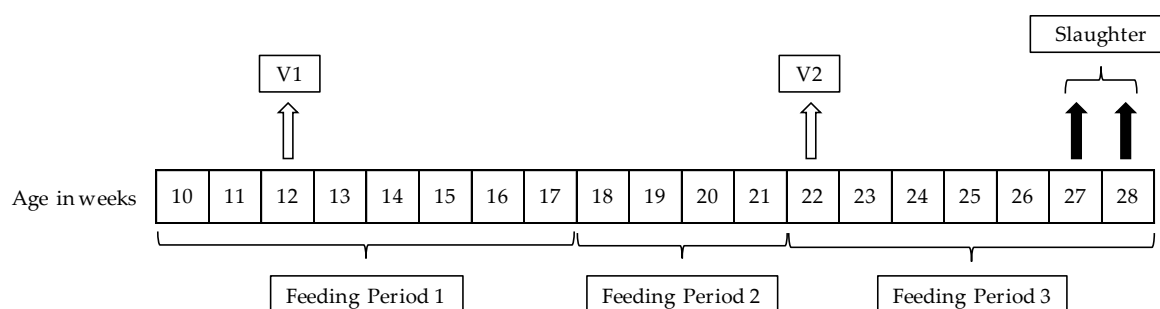 Slaughter
V1 V2
Age in weeks 10 11 12 13 14 15 16 17 18 19 20 21 22 23 24 25 26 27 28
Feeding Period 1 Feeding Period 2 Feeding Period 3